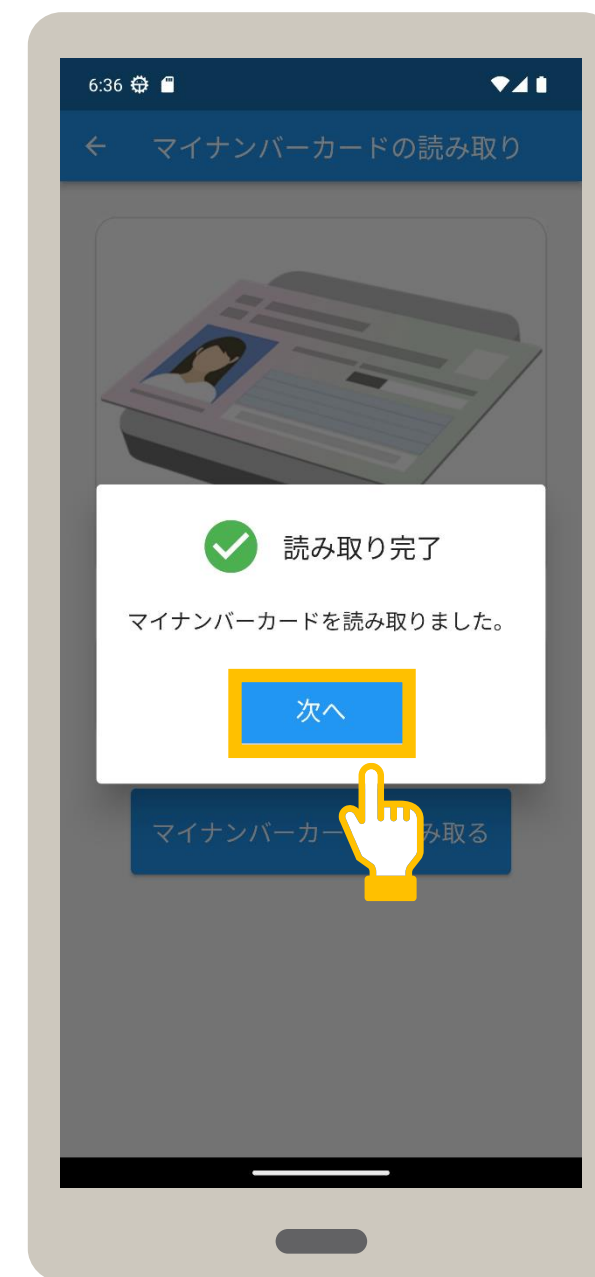 6:36
マイナンバーカードの読み取り
読み取り完了
マイナンバーカードを読み取りました。
次へ
マイナンバーカー み取る